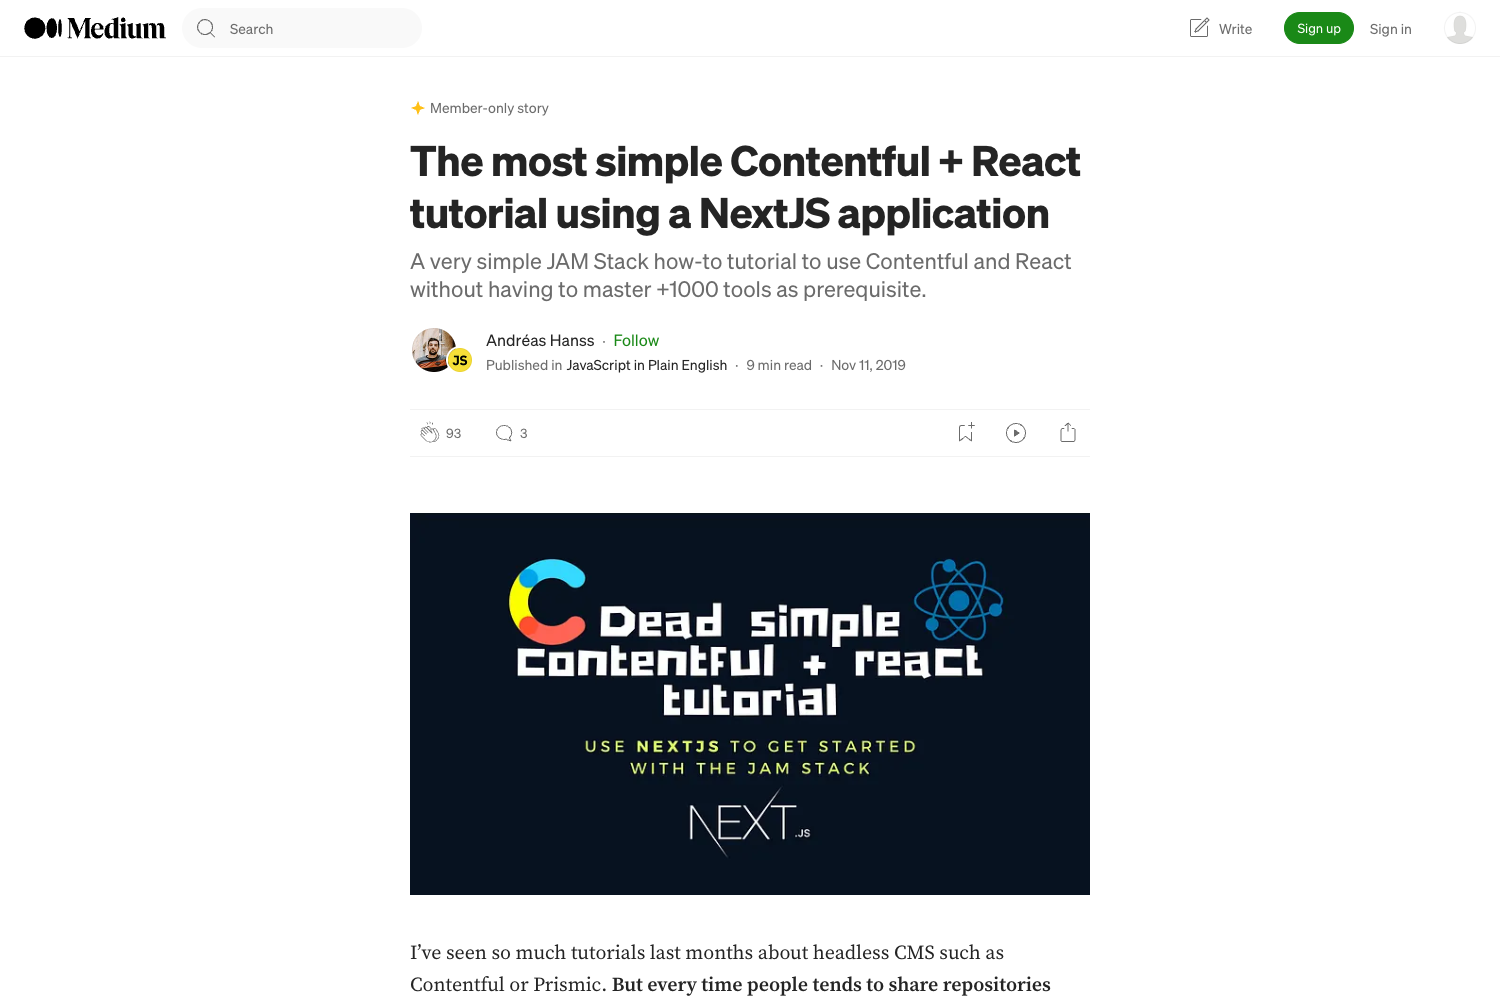 Medium
Search
Write
Sign up
Sign in
Member-only story
The most simple Contentful + React
tutorial using a NextJS application
A very simple JAM Stack how-to tutorial to use Contentful and React
without having to master +1000 tools as prerequisite.
Andréas Hanss · Follow
JS
Published in JavaScript in Plain English · 9 min read · Nov 11, 2019
93
3
Dead simple
Contentful + react
tutorial
USE NEXTJS TO GET STARTED
WITH THE JAM STACK
NEXT.JS
I’ve seen so much tutorials last months about headless CMS such as
Contentful or Prismic. But every time people tends to share repositories